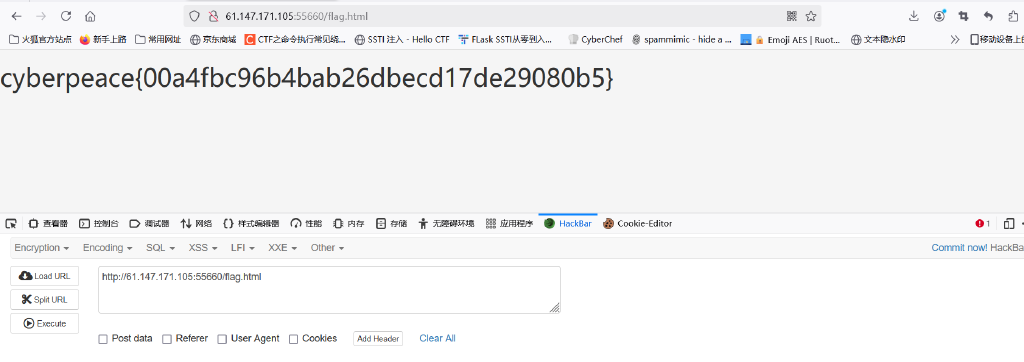 61.147.171.105:55660/flag.html
火狐官方站点 新手上路 常用网址 京东商城 CTF之命令执行常见绕... SSTI 注入 - Hello CTF FLask SSTI从零到入... CyberChef spammimic - hide a ... Emoji AES | Ruot... 文本隐水印 移动设备上的
cyberpeace{00a4fbc96b4bab26dbecd17de29080b5}
查看器 控制台 调试器 网络 样式编辑器 性能 内存 存储 无障碍环境 应用程序 HackBar Cookie-Editor 1
Encryption Encoding SQL XSS LFI XXE Other Commit now! HackBa
Load URL http://61.147.171.105:55660/flag.html
Split URL
Execute
Post data Referer User Agent Cookies Add Header Clear All